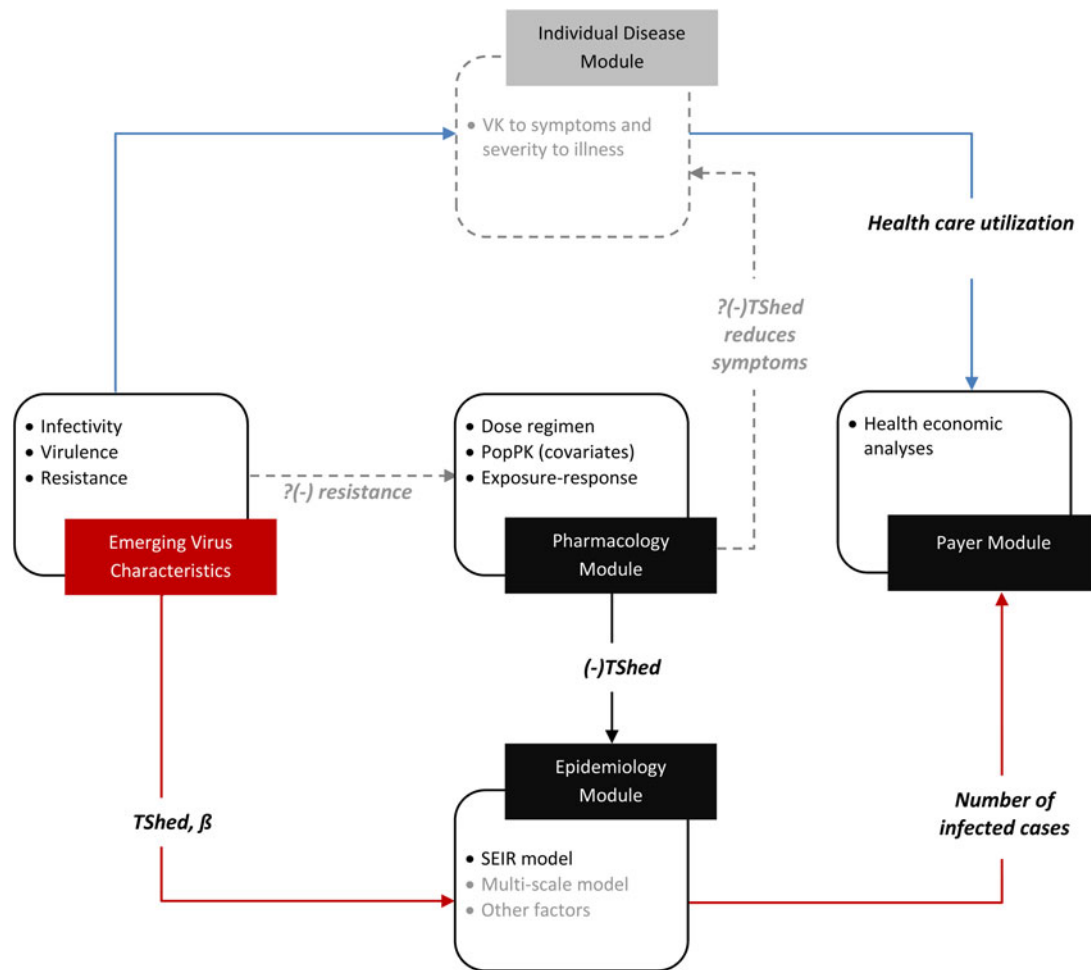 Individual Disease
Module
● VK to symptoms and
severity to illness
Health care utilization
?(-)TShed
reduces
symptoms
● Infectivity
● Virulence
● Resistance
?(-) resistance
● Dose regimen
● PopPK (covariates)
● Exposure-response
● Health economic
analyses
Emerging Virus
Characteristics
Pharmacology
Module
Payer Module
(-)TShed
Epidemiology
Module
TShed, ß
Number of
infected cases
● SEIR model
● Multi-scale model
● Other factors